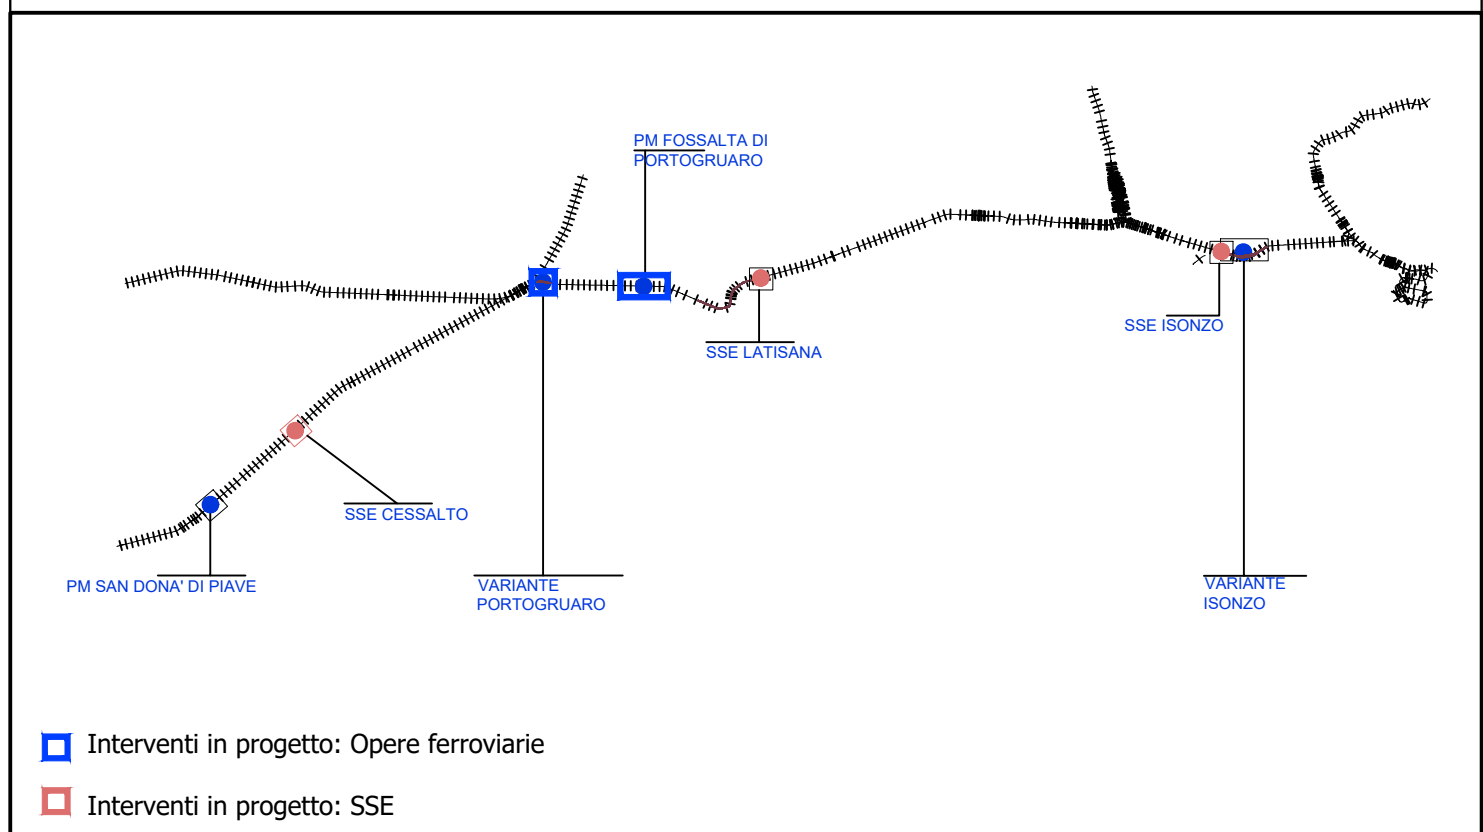 PM FOSSALTA DI
PORTOGRUARO
SSE ISONZO
SSE LATISANA
SSE CESSALTO
PM SAN DONA' DI PIAVE
VARIANTE
PORTOGRUARO
VARIANTE
ISONZO
Interventi in progetto: Opere ferroviarie
Interventi in progetto: SSE